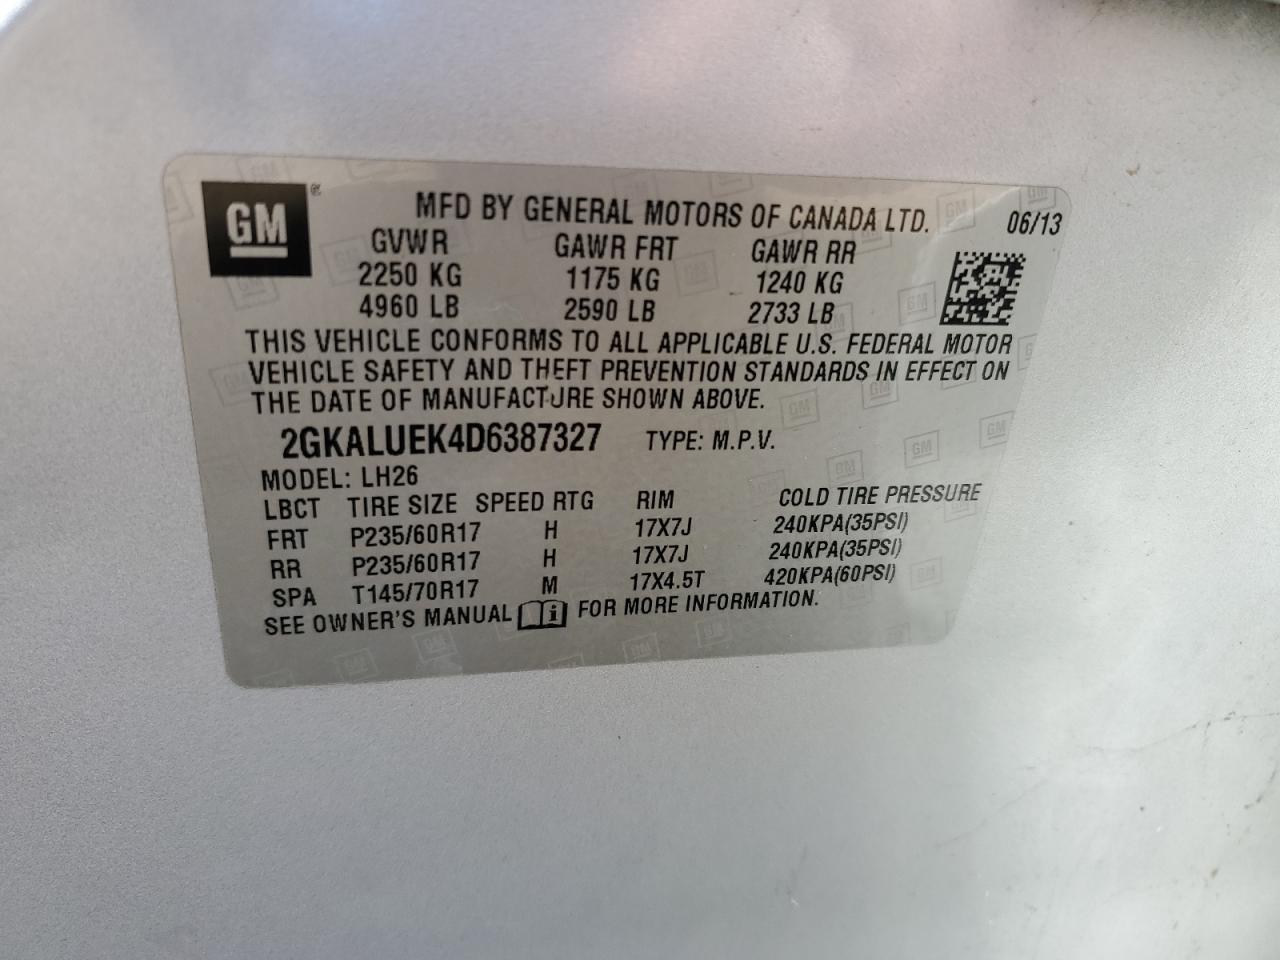 GM ®
MFD BY GENERAL MOTORS OF CANADA LTD. 06/13
GVWR GAWR FRT GAWR RR
2250 KG 1175 KG 1240 KG
4960 LB 2590 LB 2733 LB
THIS VEHICLE CONFORMS TO ALL APPLICABLE U.S. FEDERAL MOTOR
VEHICLE SAFETY AND THEFT PREVENTION STANDARDS IN EFFECT ON
THE DATE OF MANUFACTURE SHOWN ABOVE.
2GKALUEK4D6387327 TYPE: M.P.V.
MODEL: LH26
LBCT TIRE SIZE SPEED RTG RIM COLD TIRE PRESSURE
FRT P235/60R17 H 17X7J 240KPA(35PSI)
RR P235/60R17 H 17X7J 240KPA(35PSI)
SPA T145/70R17 M 17X4.5T 420KPA(60PSI)
SEE OWNER'S MANUAL i FOR MORE INFORMATION.